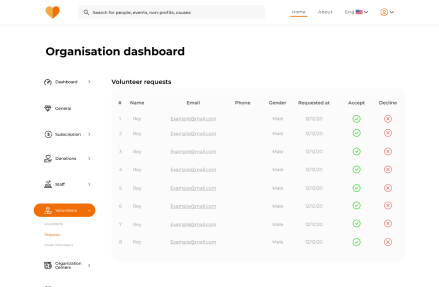 Search for people, events, non-profits, causes
Home About Eng
Organisation dashboard
Dashboard
General
Subscription
Donations
Staff
Volunteers
Volunteers
Requests
Invite Volunteers
Organization
Centers
Volunteer requests
# Name Email Phone Gender Requested at Accept Decline
1 Roy Example@mail.com Male 12/12/20
2 Roy Example@mail.com Male 12/12/20
3 Roy Example@mail.com Male 12/12/20
4 Roy Example@mail.com Male 12/12/20
5 Roy Example@mail.com Male 12/12/20
6 Roy Example@mail.com Male 12/12/20
7 Roy Example@mail.com Male 12/12/20
8 Roy Example@mail.com Male 12/12/20